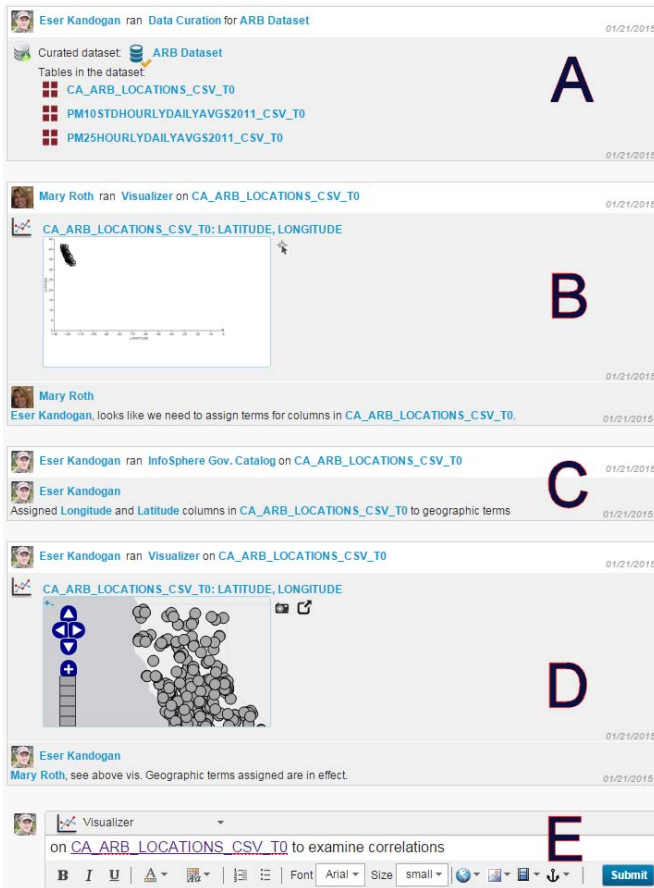 Eser Kandogan ran Data Curation for ARB Dataset
01/21/2015
Curated dataset: ARB Dataset
Tables in the dataset:
CA_ARB_LOCATIONS_CSV_T0
PM10STDHOURLYDAILYAVGS2011_CSV_T0
PM25HOURLYDAILYAVGS2011_CSV_T0
A
01/21/2015
Mary Roth ran Visualizer on CA_ARB_LOCATIONS_CSV_T0
01/21/2015
CA_ARB_LOCATIONS_CSV_T0: LATITUDE, LONGITUDE
LATITUDE
LONGITUDE
B
01/21/2015
Mary Roth
Eser Kandogan, looks like we need to assign terms for columns in CA_ARB_LOCATIONS_CSV_T0.
01/21/2015
Eser Kandogan ran InfoSphere Gov. Catalog on CA_ARB_LOCATIONS_CSV_T0
01/21/2015
C
Eser Kandogan
Assigned Longitude and Latitude columns in CA_ARB_LOCATIONS_CSV_T0 to geographic terms
01/21/2015
Eser Kandogan ran Visualizer on CA_ARB_LOCATIONS_CSV_T0
01/21/2015
CA_ARB_LOCATIONS_CSV_T0: LATITUDE, LONGITUDE
D
01/21/2015
Eser Kandogan
Mary Roth, see above vis. Geographic terms assigned are in effect.
01/21/2015
Visualizer
E
on CA_ARB_LOCATIONS_CSV_T0 to examine correlations
B I U A Font Arial Size small Submit